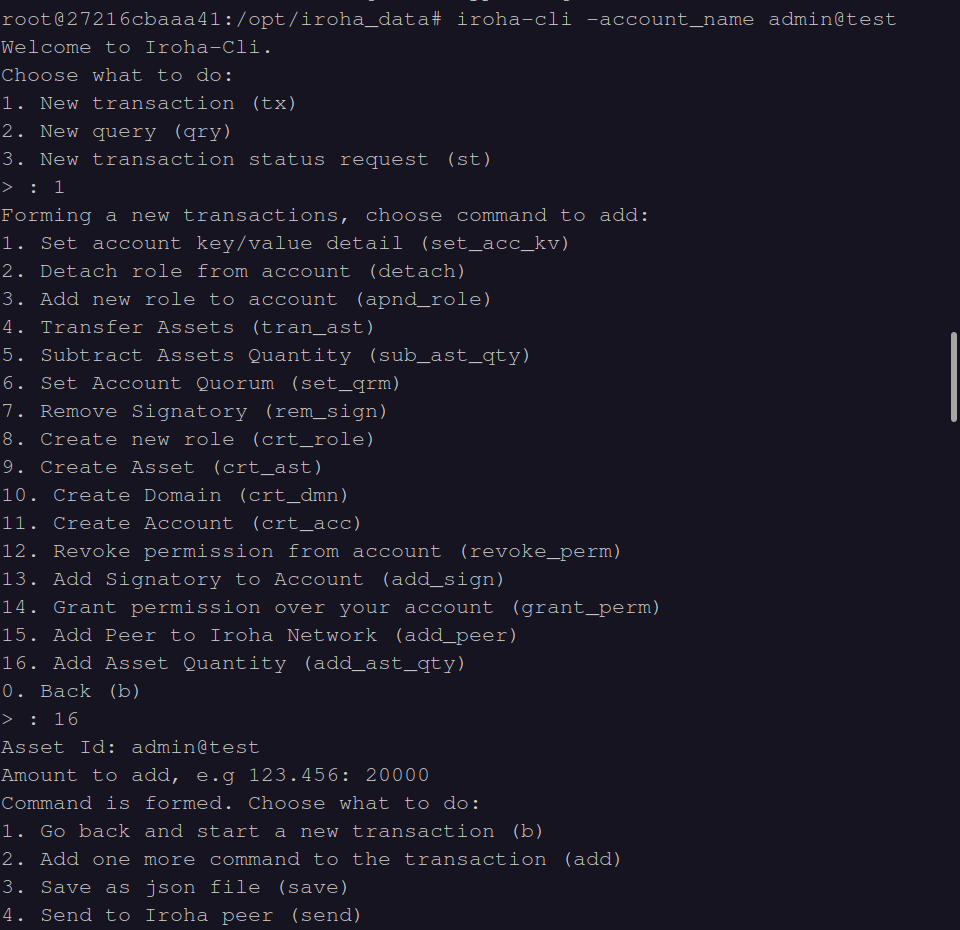 root@27216cbaaa41:/opt/iroha_data# iroha-cli -account_name admin@test
Welcome to Iroha-Cli.
Choose what to do:
1. New transaction (tx)
2. New query (qry)
3. New transaction status request (st)
> : 1
Forming a new transactions, choose command to add:
1. Set account key/value detail (set_acc_kv)
2. Detach role from account (detach)
3. Add new role to account (apnd_role)
4. Transfer Assets (tran_ast)
5. Subtract Assets Quantity (sub_ast_qty)
6. Set Account Quorum (set_qrm)
7. Remove Signatory (rem_sign)
8. Create new role (crt_role)
9. Create Asset (crt_ast)
10. Create Domain (crt_dmn)
11. Create Account (crt_acc)
12. Revoke permission from account (revoke_perm)
13. Add Signatory to Account (add_sign)
14. Grant permission over your account (grant_perm)
15. Add Peer to Iroha Network (add_peer)
16. Add Asset Quantity (add_ast_qty)
0. Back (b)
> : 16
Asset Id: admin@test
Amount to add, e.g 123.456: 20000
Command is formed. Choose what to do:
1. Go back and start a new transaction (b)
2. Add one more command to the transaction (add)
3. Save as json file (save)
4. Send to Iroha peer (send)